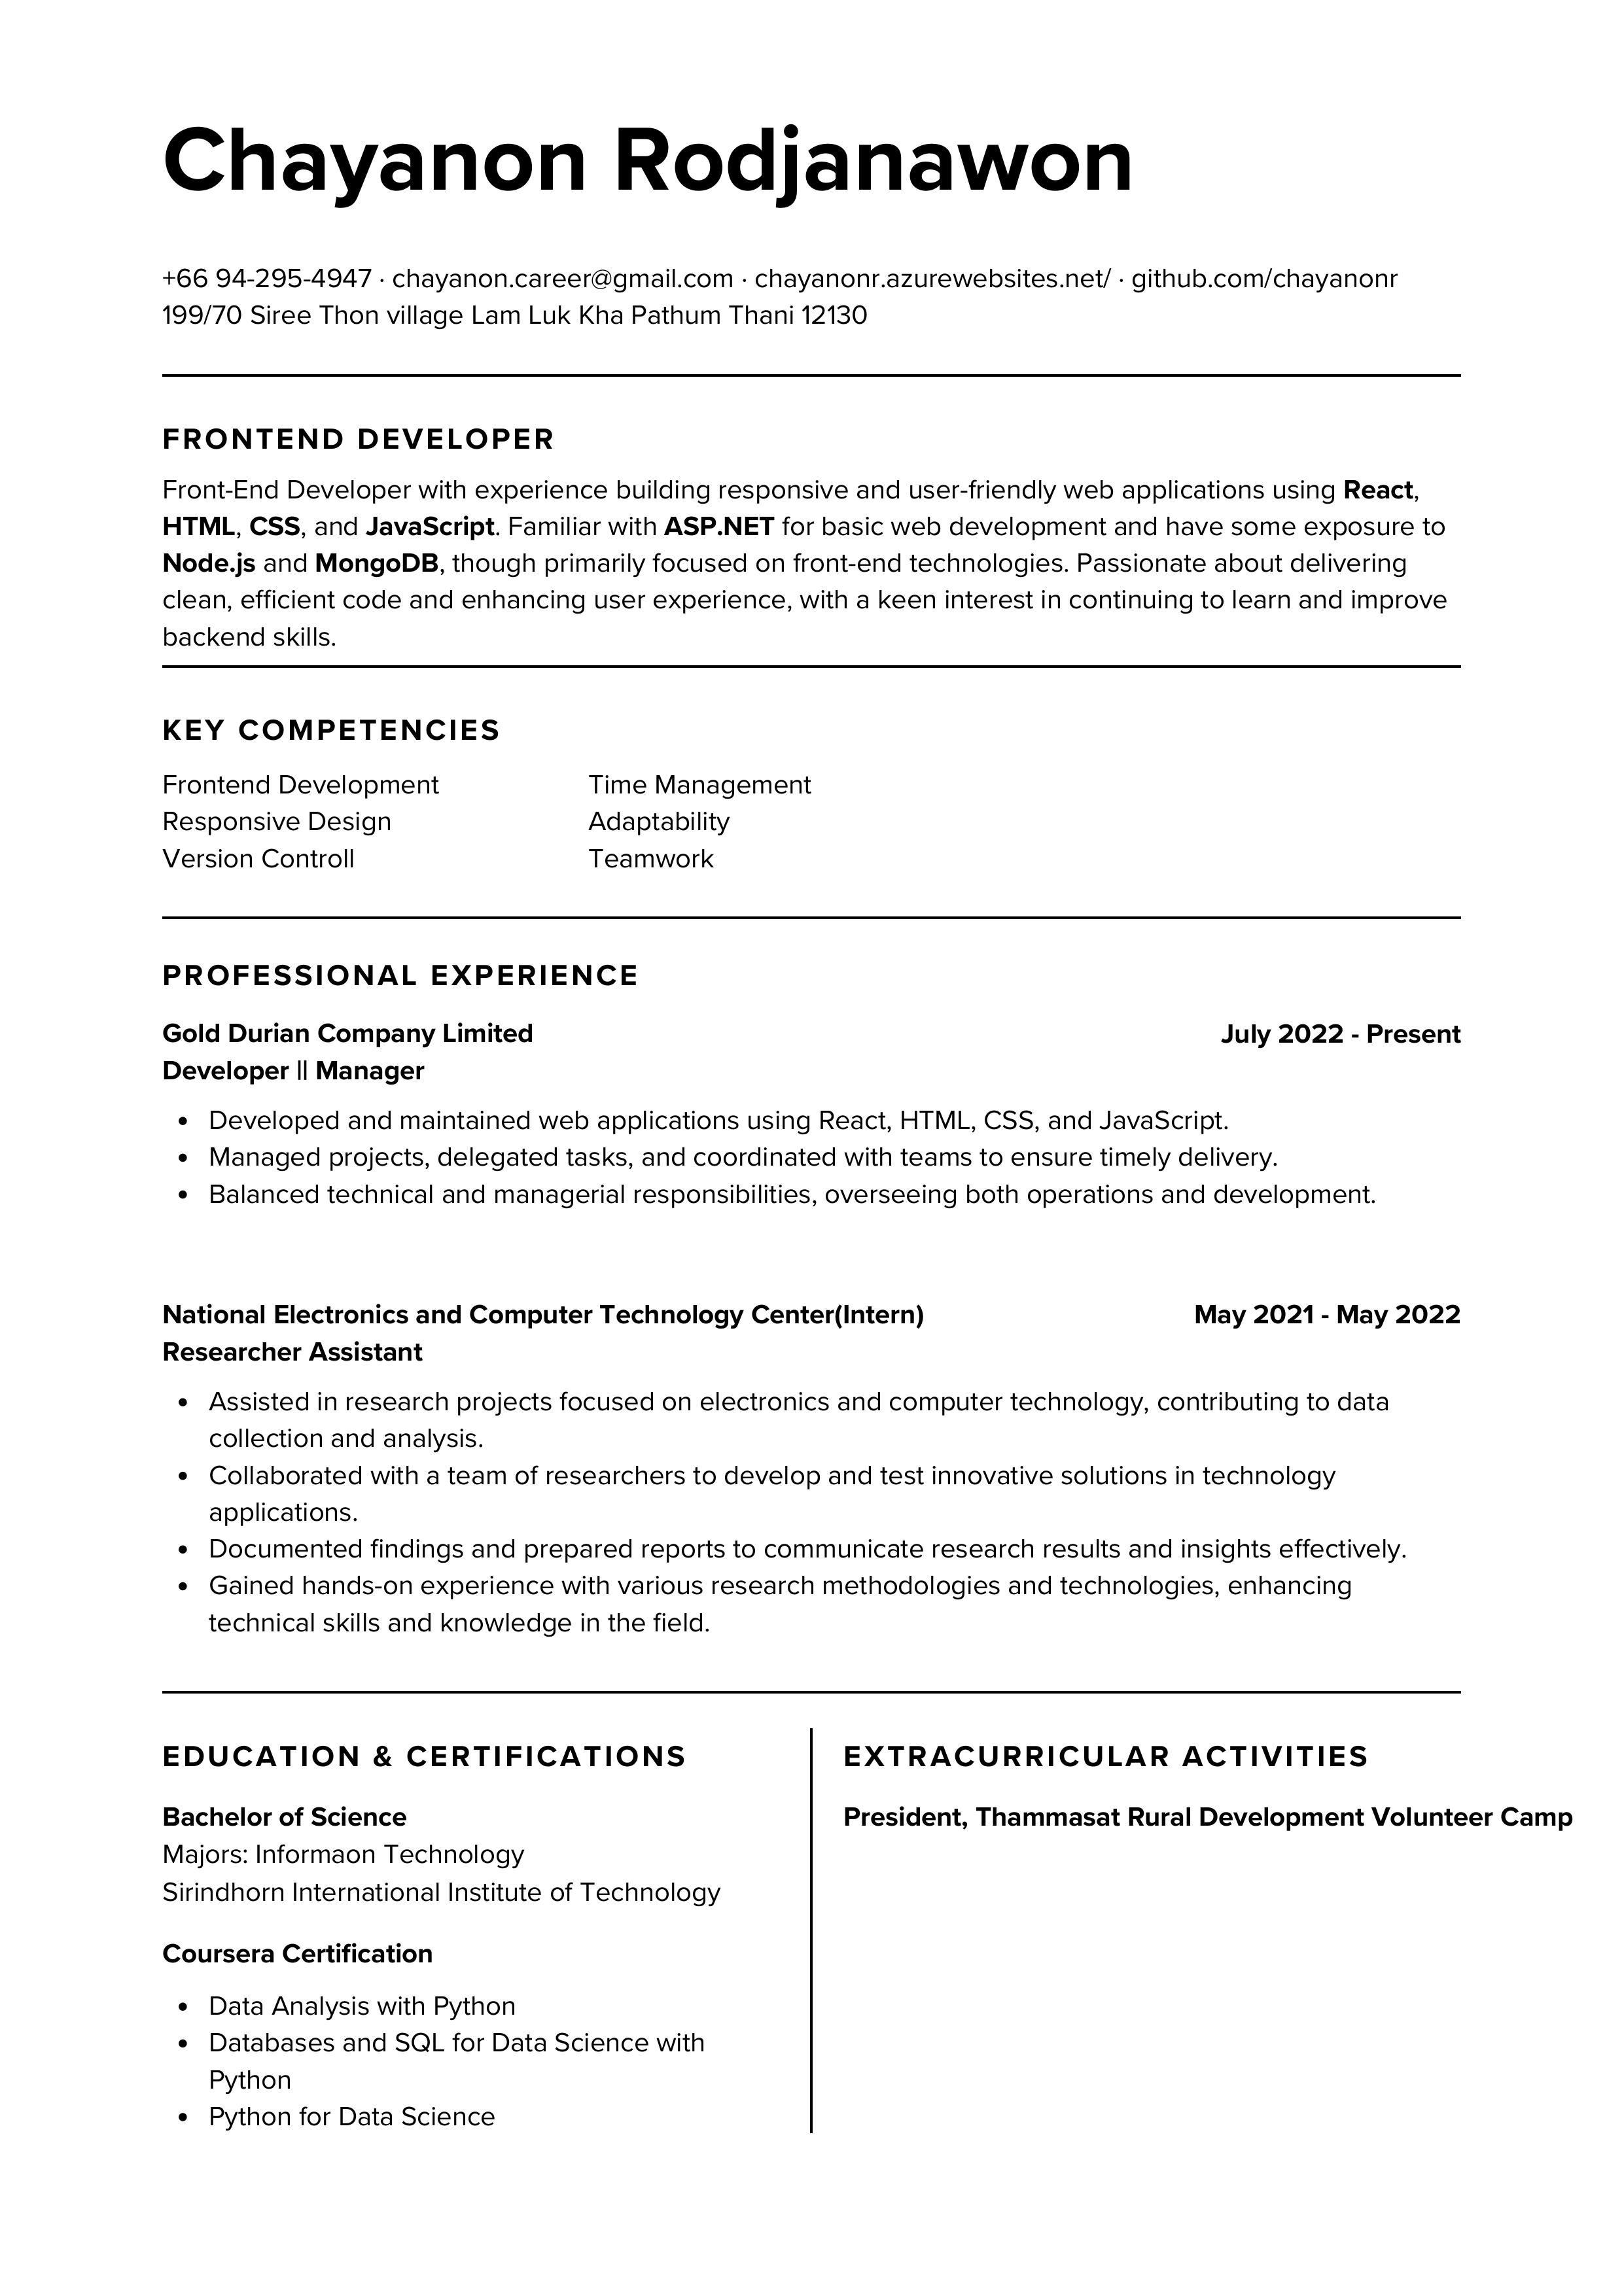 Chayanon Rodjanawon
+66 94-295-4947 · chayanon.career@gmail.com · chayanonr.azurewebsites.net/ · github.com/chayanonr
199/70 Siree Thon village Lam Luk Kha Pathum Thani 12130
FRONTEND DEVELOPER
Front-End Developer with experience building responsive and user-friendly web applications using React,
HTML, CSS, and JavaScript. Familiar with ASP.NET for basic web development and have some exposure to
Node.js and MongoDB, though primarily focused on front-end technologies. Passionate about delivering
clean, efficient code and enhancing user experience, with a keen interest in continuing to learn and improve
backend skills.
KEY COMPETENCIES
Frontend Development
Responsive Design
Version Controll
Time Management
Adaptability
Teamwork
PROFESSIONAL EXPERIENCE
Gold Durian Company Limited July 2022 - Present
Developer || Manager
• Developed and maintained web applications using React, HTML, CSS, and JavaScript.
• Managed projects, delegated tasks, and coordinated with teams to ensure timely delivery.
• Balanced technical and managerial responsibilities, overseeing both operations and development.
National Electronics and Computer Technology Center(Intern) May 2021 - May 2022
Researcher Assistant
• Assisted in research projects focused on electronics and computer technology, contributing to data
collection and analysis.
• Collaborated with a team of researchers to develop and test innovative solutions in technology
applications.
• Documented findings and prepared reports to communicate research results and insights effectively.
• Gained hands-on experience with various research methodologies and technologies, enhancing
technical skills and knowledge in the field.
EDUCATION & CERTIFICATIONS
Bachelor of Science
Majors: Informaon Technology
Sirindhorn International Institute of Technology
Coursera Certification
• Data Analysis with Python
• Databases and SQL for Data Science with
Python
• Python for Data Science
EXTRACURRICULAR ACTIVITIES
President, Thammasat Rural Development Volunteer Camp